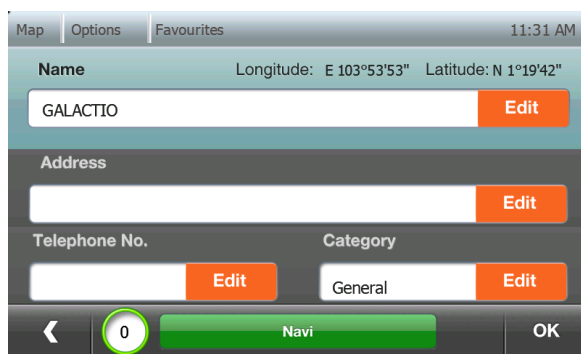 Map Options Favourites 11:31 AM
Name Longitude: E 103°53'53" Latitude: N 1°19'42"
GALACTIO Edit
Address
Edit
Telephone No. Category
Edit General Edit
0 Navi OK